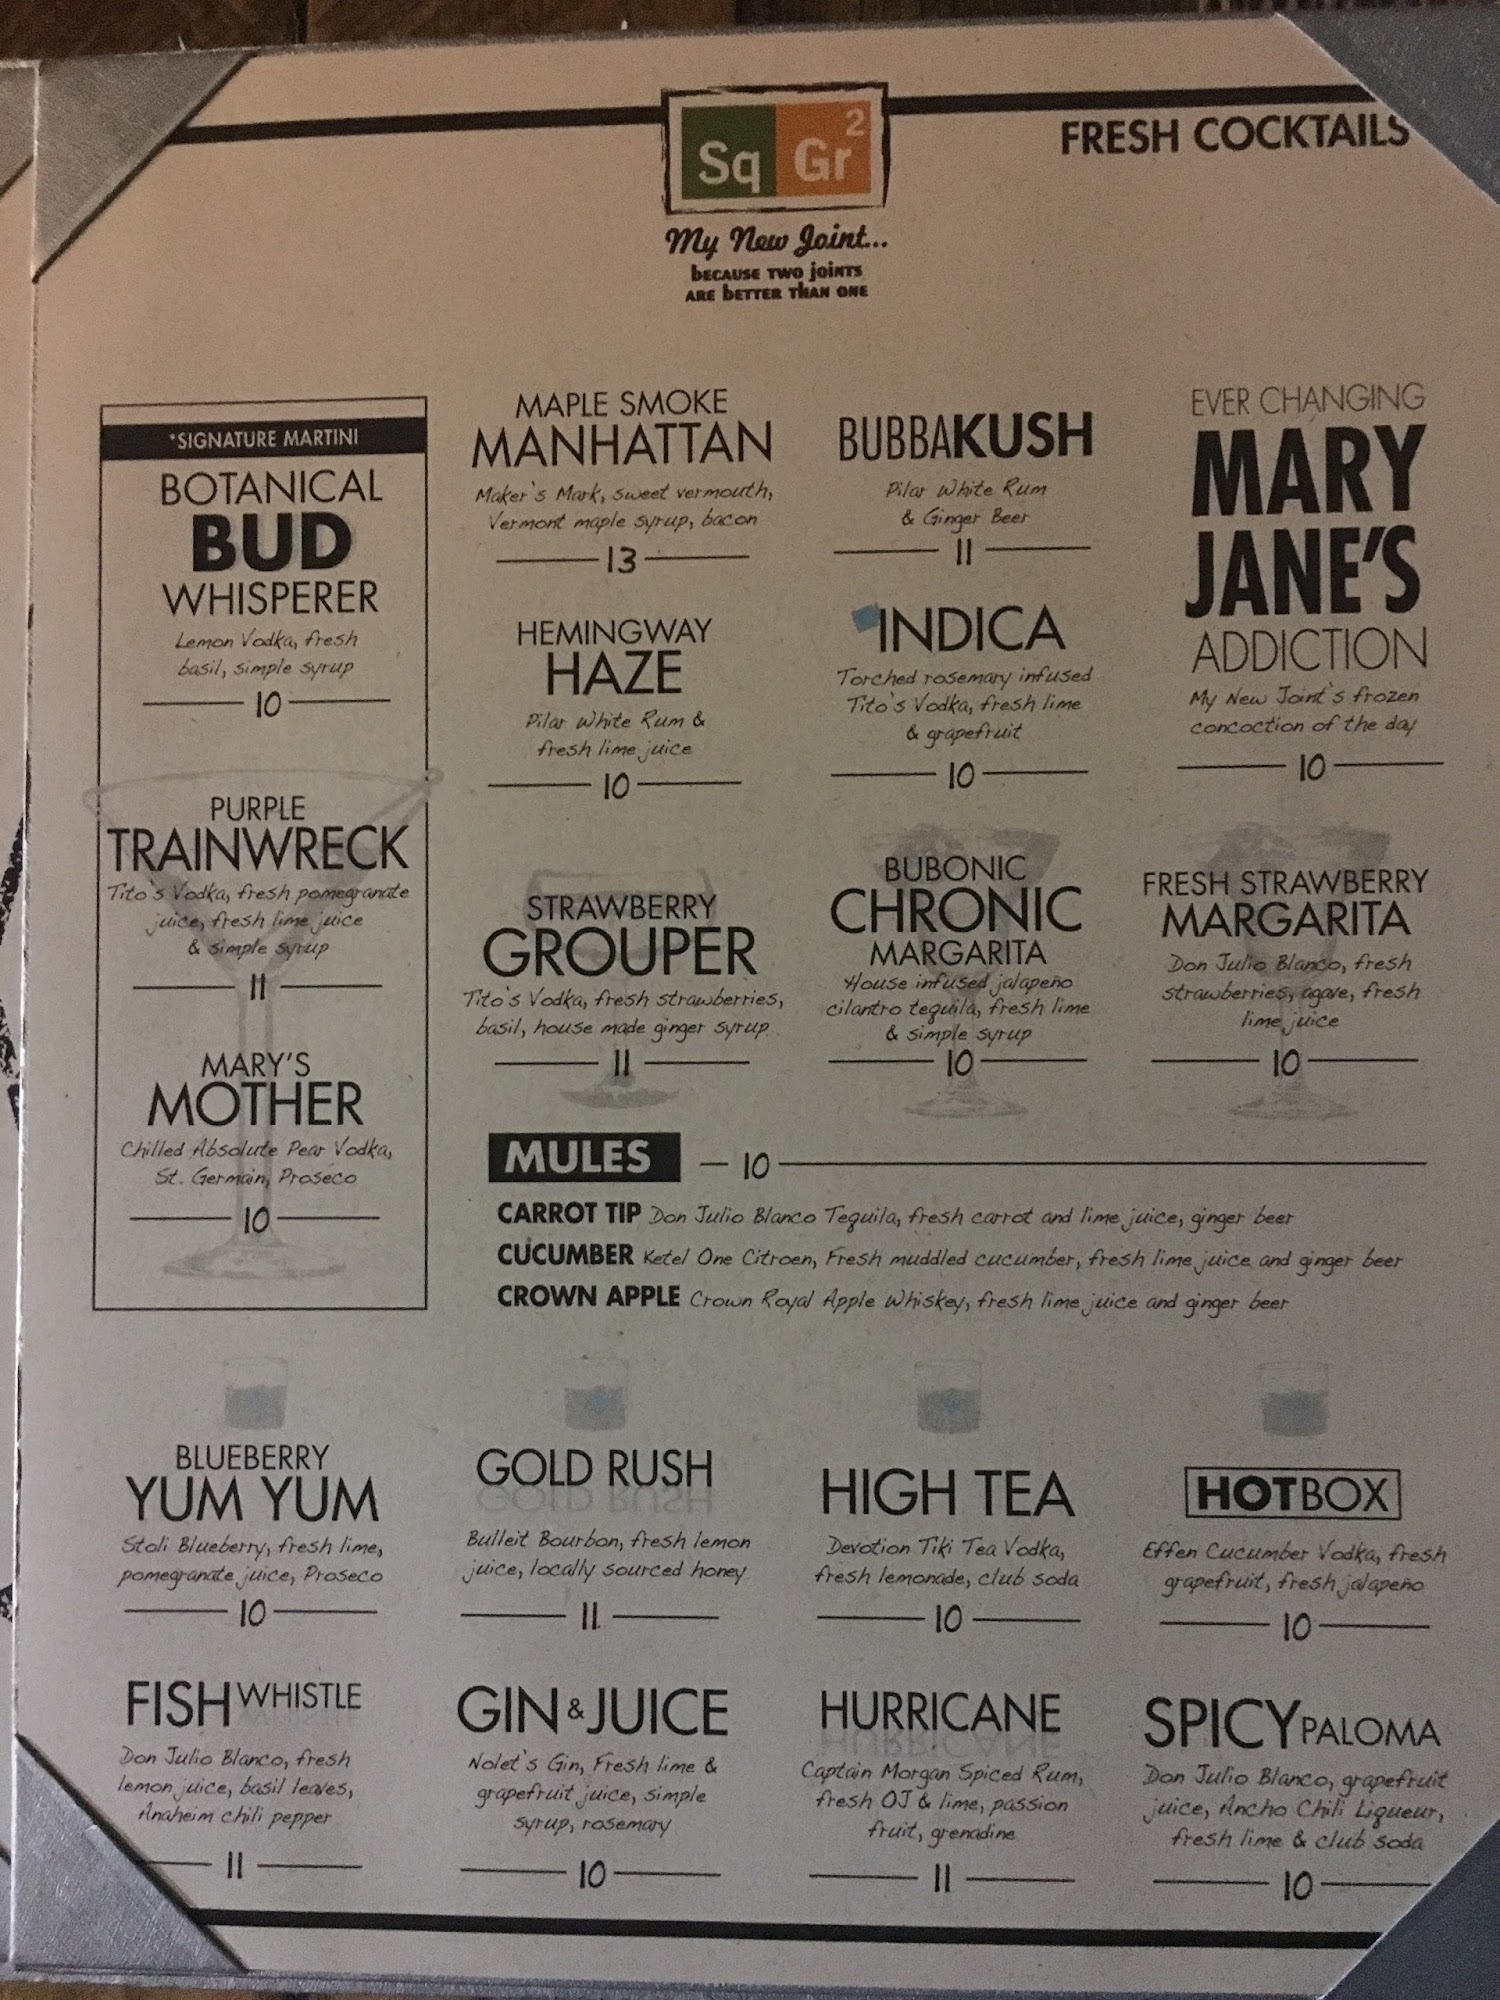 Sq Gr 2
FRESH COCKTAILS
My New Joint...
because two joints
are better than one
*SIGNATURE MARTINI
BOTANICAL
BUD
WHISPERER
Lemon Vodka, fresh
basil, simple syrup
10
PURPLE
TRAINWRECK
Tito's Vodka, fresh pomegranate
juice, fresh lime juice
& simple syrup
11
MARY'S
MOTHER
Chilled Absolute Pear Vodka,
St. Germain, Proseco
10
MAPLE SMOKE
MANHATTAN
Maker's Mark, sweet vermouth,
Vermont maple syrup, bacon
13
HEMINGWAY
HAZE
Pilar White Rum &
fresh lime juice
10
STRAWBERRY
GROUPER
Tito's Vodka, fresh strawberries,
basil, house made ginger syrup
11
BUBBAKUSH
Pilar White Rum
& Ginger Beer
11
INDICA
Torched rosemary infused
Tito's Vodka, fresh lime
& grapefruit
10
BUBONIC
CHRONIC
MARGARITA
House infused jalapeño
cilantro tequila, fresh lime
& simple syrup
10
EVER CHANGING
MARY
JANE'S
ADDICTION
My New Joint's frozen
concoction of the day
10
FRESH STRAWBERRY
MARGARITA
Don Julio Blanco, fresh
strawberries, agave, fresh
lime juice
10
MULES 10
CARROT TIP Don Julio Blanco Tequila, fresh carrot and lime juice, ginger beer
CUCUMBER Ketel One Citroen, Fresh muddled cucumber, fresh lime juice and ginger beer
CROWN APPLE Crown Royal Apple Whiskey, fresh lime juice and ginger beer
BLUEBERRY
YUM YUM
Stoli Blueberry, fresh lime,
pomegranate juice, Proseco
10
GOLD RUSH
Bulleit Bourbon, fresh lemon
juice, locally sourced honey
11
HIGH TEA
Devotion Tiki Tea Vodka,
fresh lemonade, club soda
10
HOTBOX
Effen Cucumber Vodka, fresh
grapefruit, fresh jalapeño
10
FISH WHISTLE
Don Julio Blanco, fresh
lemon juice, basil leaves,
Anaheim chili pepper
11
GIN & JUICE
Nolet's Gin, Fresh lime &
grapefruit juice, simple
syrup, rosemary
10
HURRICANE
Captain Morgan Spiced Rum,
fresh OJ & lime, passion
fruit, grenadine
11
SPICY PALOMA
Don Julio Blanco, grapefruit
juice, Ancho Chili Liqueur,
fresh lime & club soda
10